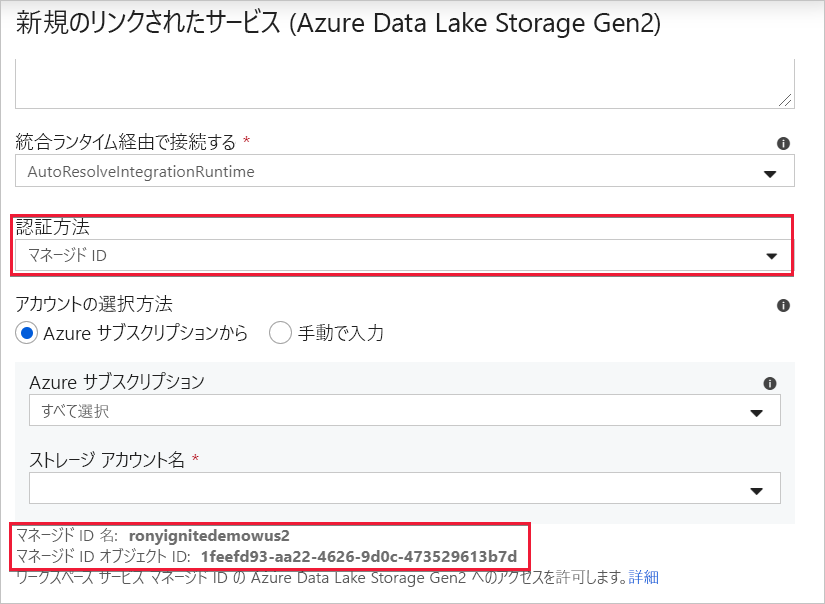 新規のリンクされたサービス (Azure Data Lake Storage Gen2)
統合ランタイム経由で接続する *
AutoResolveIntegrationRuntime
認証方法
マネージド ID
アカウントの選択方法
Azure サブスクリプションから 手動で入力
Azure サブスクリプション
すべて選択
ストレージ アカウント名 *
マネージド ID 名: ronyignitedemowus2
マネージド ID オブジェクト ID: 1feefd93-aa22-4626-9d0c-473529613b7d
ワークスペース サービス マネージド ID の Azure Data Lake Storage Gen2 へのアクセスを許可します。詳細